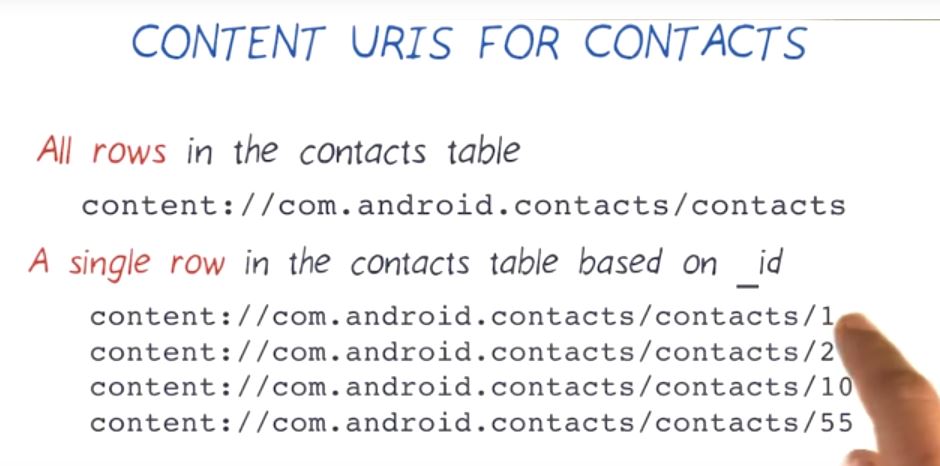 CONTENT URIS FOR CONTACTS
All rows in the contacts table
content://com.android.contacts/contacts
A single row in the contacts table based on _id
content://com.android.contacts/contacts/1
content://com.android.contacts/contacts/2
content://com.android.contacts/contacts/10
content://com.android.contacts/contacts/55